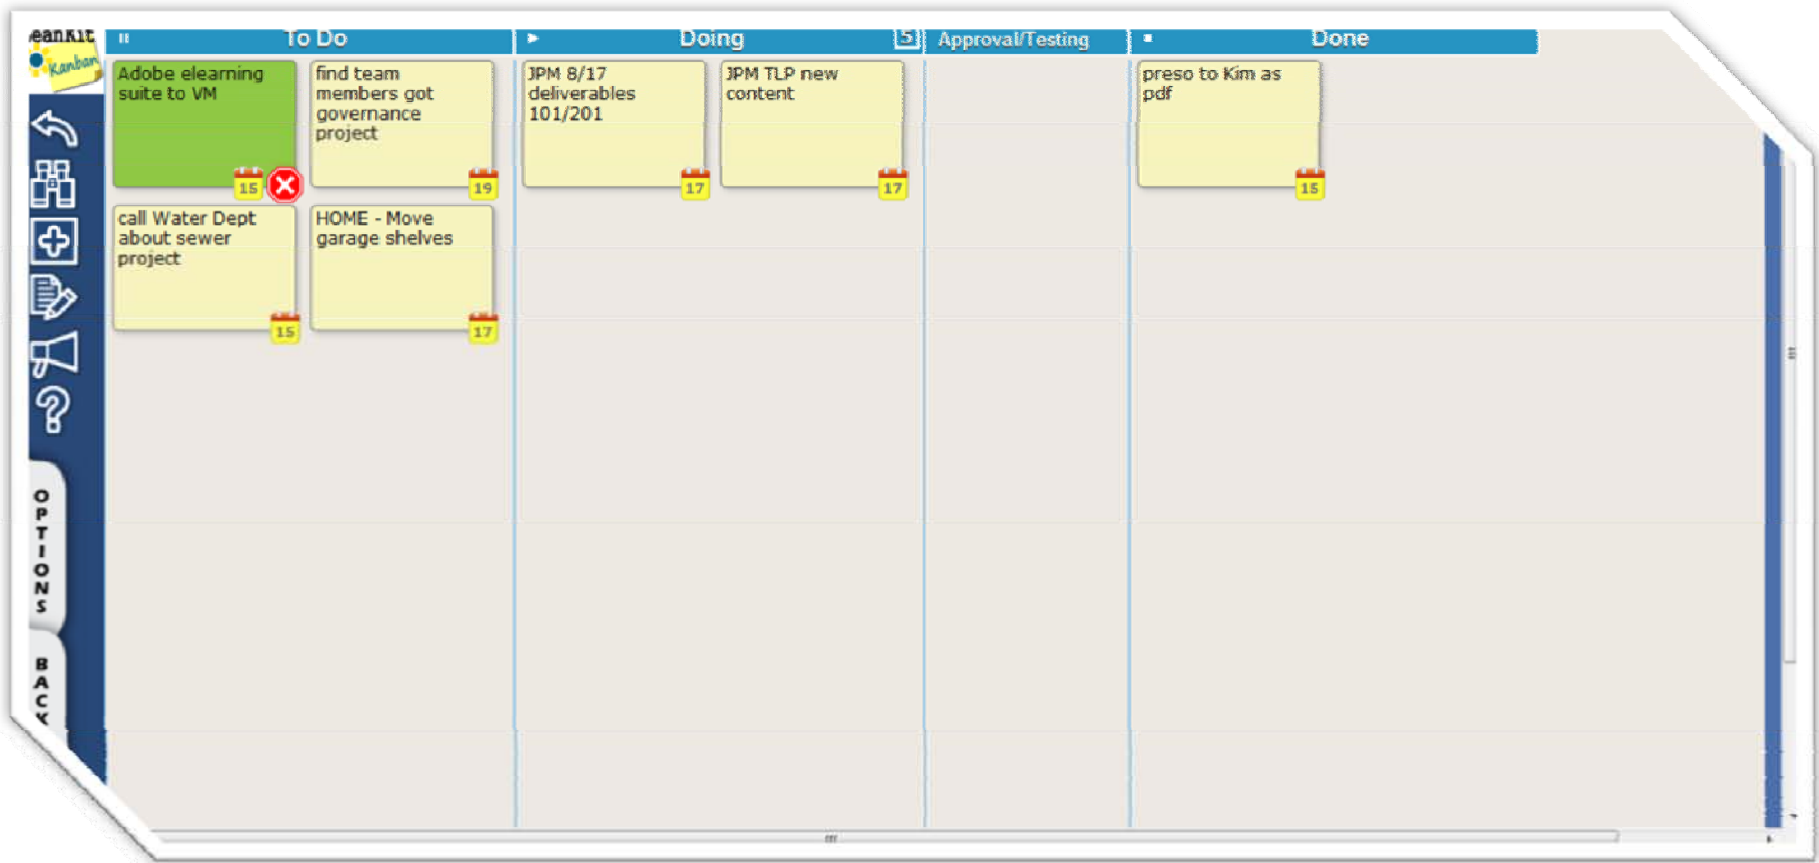 eanKit
Kanban
To Do
Doing
5
Approval/Testing
Done
Adobe elearning
suite to VM
15
find team
members got
governance
project
19
JPM 8/17
deliverables
101/201
17
JPM TLP new
content
17
preso to Kim as
pdf
15
call Water Dept
about sewer
project
15
HOME - Move
garage shelves
17
OPTIONS
BACK